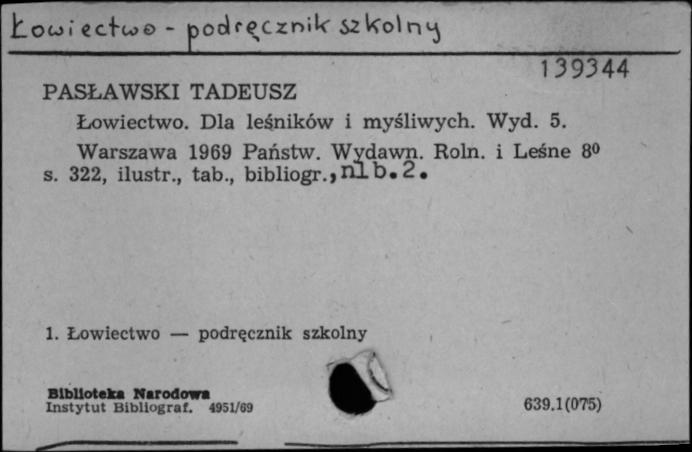 Łowiectwo - podręcznik szkolny
139344
PASŁAWSKI TADEUSZ
Łowiectwo. Dla leśników i myśliwych. Wyd. 5.
Warszawa 1969 Państw. Wydawn. Roln. i Leśne 8⁰
s. 322, ilustr., tab., bibliogr., nlb. 2.
1. Łowiectwo — podręcznik szkolny
Biblioteka Narodowa
Instytut Bibliograf. 4951/69
639.1(075)